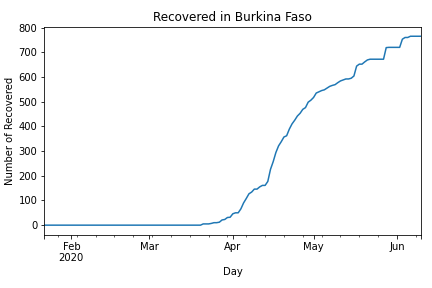 Recovered in Burkina Faso
Number of Recovered
800
700
600
500
400
300
200
100
0
Feb
2020
Mar
Apr
May
Jun
Day